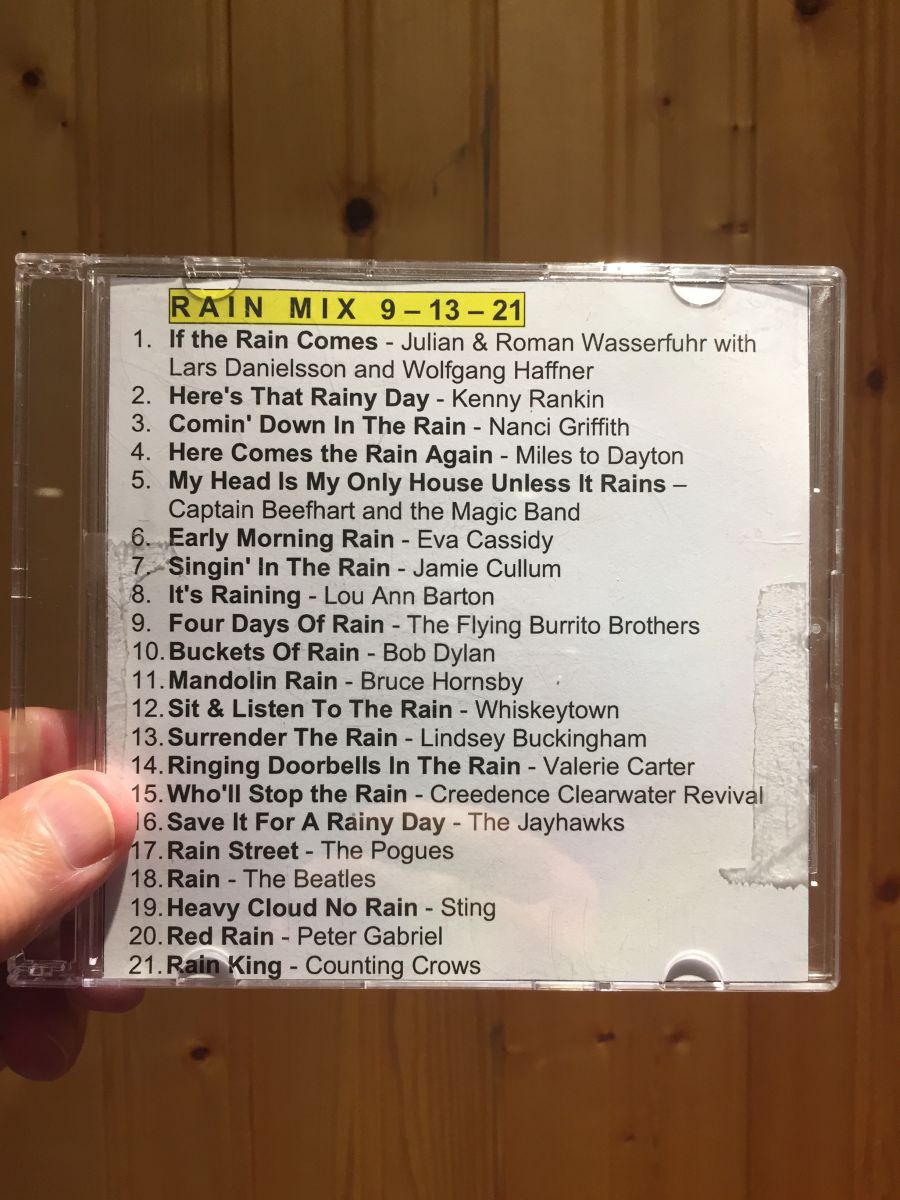 RAIN MIX 9 – 13 – 21
1. If the Rain Comes - Julian & Roman Wasserfuhr with
Lars Danielsson and Wolfgang Haffner
2. Here's That Rainy Day - Kenny Rankin
3. Comin' Down In The Rain - Nanci Griffith
4. Here Comes the Rain Again - Miles to Dayton
5. My Head Is My Only House Unless It Rains –
Captain Beefhart and the Magic Band
6. Early Morning Rain - Eva Cassidy
7. Singin' In The Rain - Jamie Cullum
8. It's Raining - Lou Ann Barton
9. Four Days Of Rain - The Flying Burrito Brothers
10. Buckets Of Rain - Bob Dylan
11. Mandolin Rain - Bruce Hornsby
12. Sit & Listen To The Rain - Whiskeytown
13. Surrender The Rain - Lindsey Buckingham
14. Ringing Doorbells In The Rain - Valerie Carter
15. Who'll Stop the Rain - Creedence Clearwater Revival
16. Save It For A Rainy Day - The Jayhawks
17. Rain Street - The Pogues
18. Rain - The Beatles
19. Heavy Cloud No Rain - Sting
20. Red Rain - Peter Gabriel
21. Rain King - Counting Crows